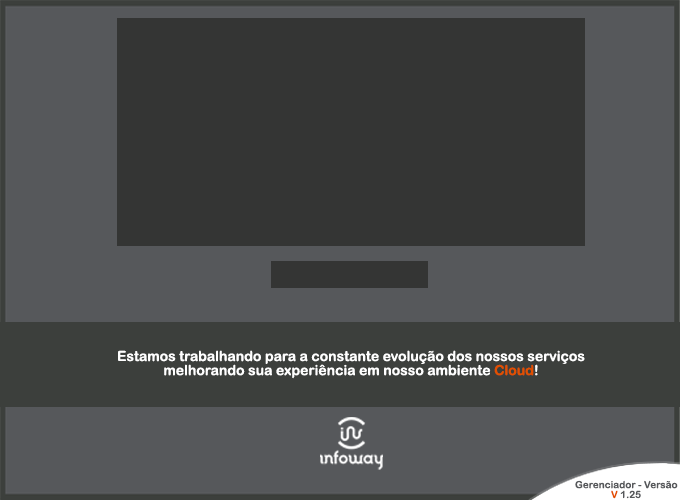 Estamos trabalhando para a constante evolução dos nossos serviços
melhorando sua experiência em nosso ambiente Cloud!
infoway
Gerenciador - Versão
V 1.25